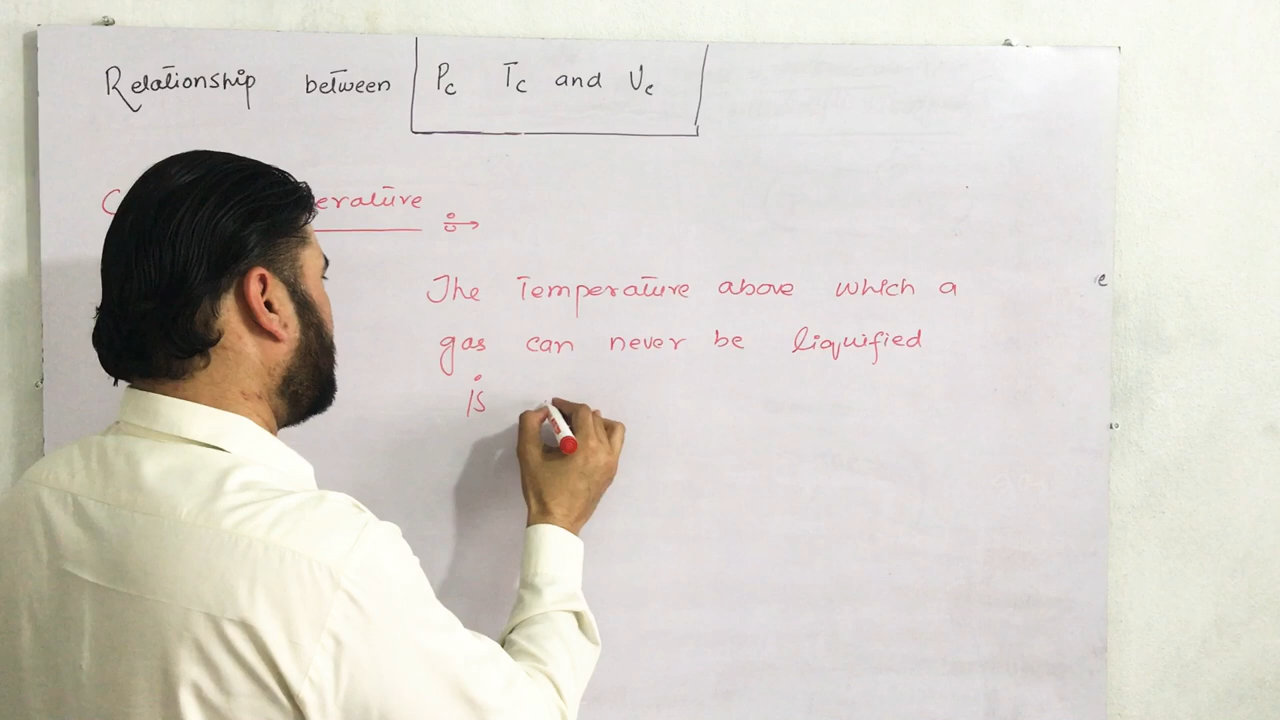 Relationship between Pc Tc and Vc
erature
The Temperature above which a
gas can never be liquified
is